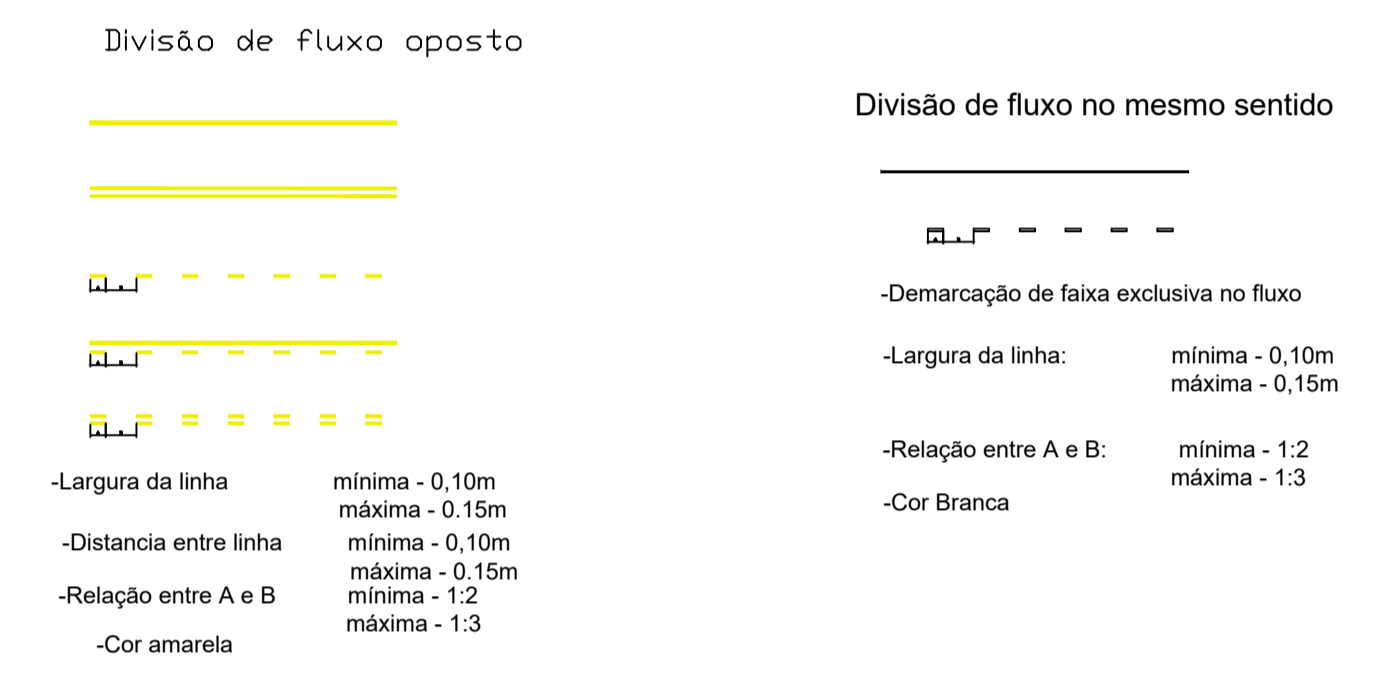 Divisão de fluxo oposto
-Largura da linha mínima - 0,10m
máxima - 0.15m
-Distancia entre linha mínima - 0,10m
máxima - 0.15m
-Relação entre A e B mínima - 1:2
máxima - 1:3
-Cor amarela
Divisão de fluxo no mesmo sentido
-Demarcação de faixa exclusiva no fluxo
-Largura da linha: mínima - 0,10m
máxima - 0,15m
-Relação entre A e B: mínima - 1:2
máxima - 1:3
-Cor Branca